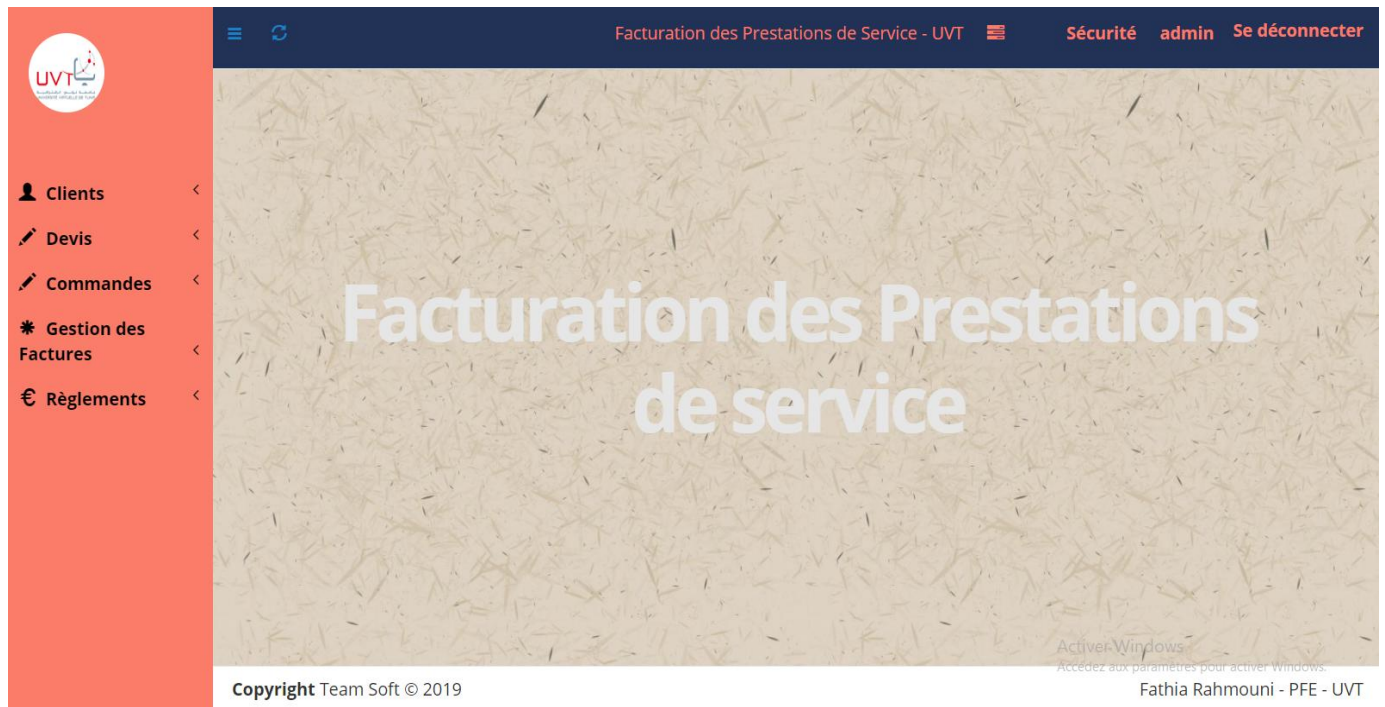 UVT
Facturation des Prestations de Service - UVT
Sécurité
admin
Se déconnecter
Clients
Devis
Commandes
Gestion des
Factures
€ Règlements
Facturation des Prestations
de service
Activer Windows
Accédez aux paramètres pour activer Windows.
Copyright Team Soft © 2019
Fathia Rahmouni - PFE - UVT